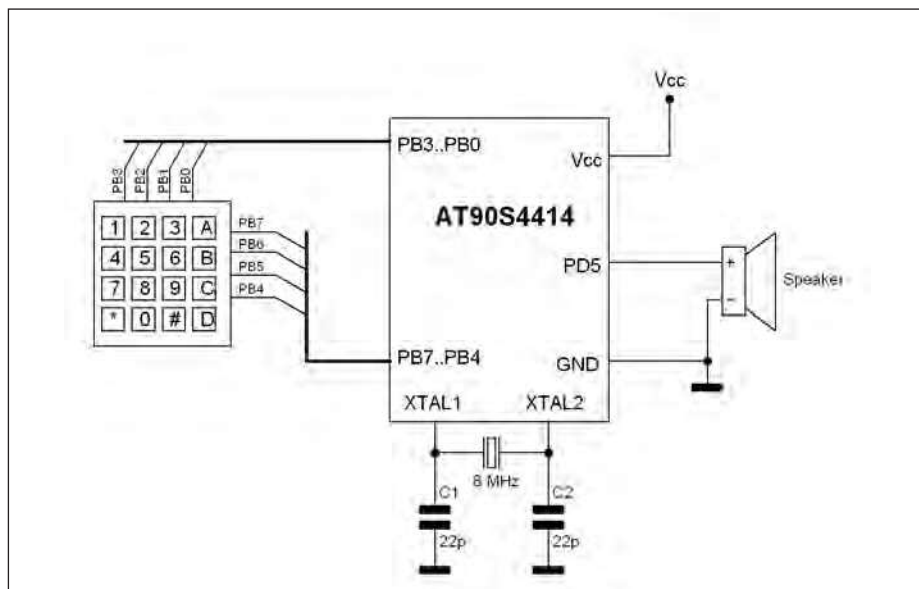 Vcc
PB3..PB0
Vcc
PB3
PB2
PB1
PB0
AT90S4414
1 2 3 A
4 5 6 B
7 8 9 C
* 0 # D
PB7
PB6
PB5
PB4
PD5
+
−
Speaker
PB7..PB4
GND
XTAL1
XTAL2
8 MHz
C1
22p
C2
22p